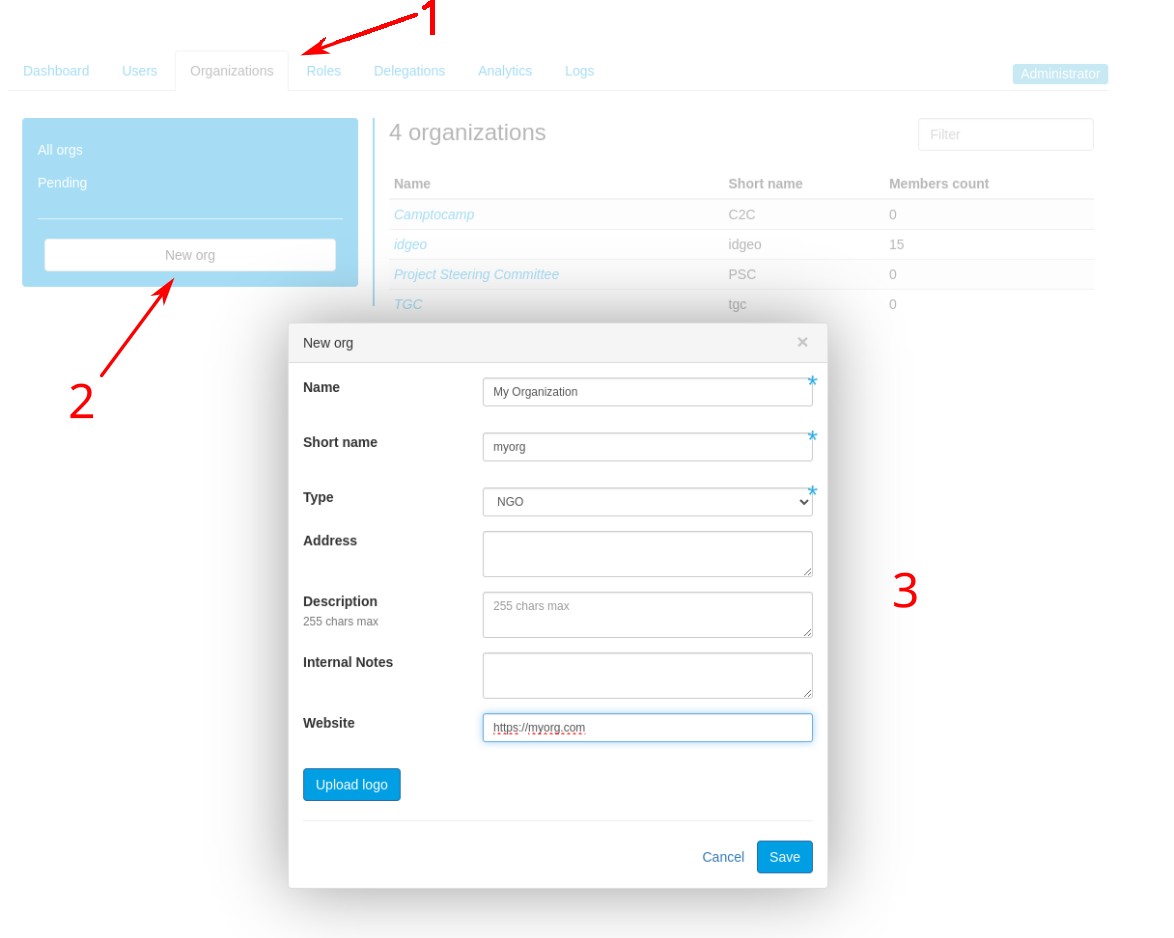 1
Dashboard Users Organizations Roles Delegations Analytics Logs Administrator
All orgs
Pending
New org
2
4 organizations Filter
Name Short name Members count
Camptocamp C2C 0
idgeo idgeo 15
Project Steering Committee PSC 0
TGC tgc 0
New org ×
Name My Organization *
Short name myorg *
Type NGO *
Address
Description 255 chars max
255 chars max
Internal Notes
Website https://myorg.com
Upload logo
Cancel Save
3